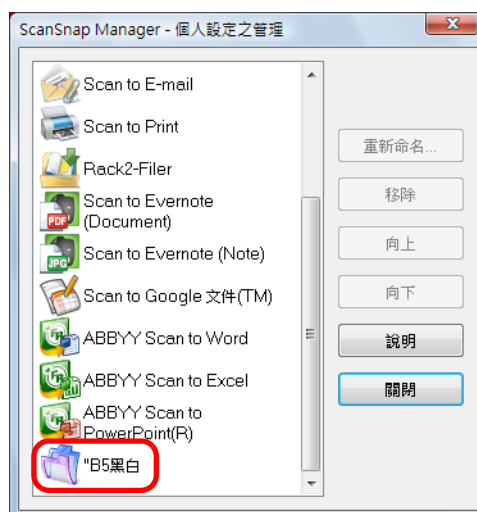 ScanSnap Manager - 個人設定之管理
Scan to E-mail
Scan to Print
Rack2-Filer
Scan to Evernote
(Document)
Scan to Evernote (Note)
Scan to Google 文件(TM)
ABBYY Scan to Word
ABBYY Scan to Excel
ABBYY Scan to
PowerPoint(R)
"B5黑白
重新命名...
移除
向上
向下
說明
關閉
PDF
JPG